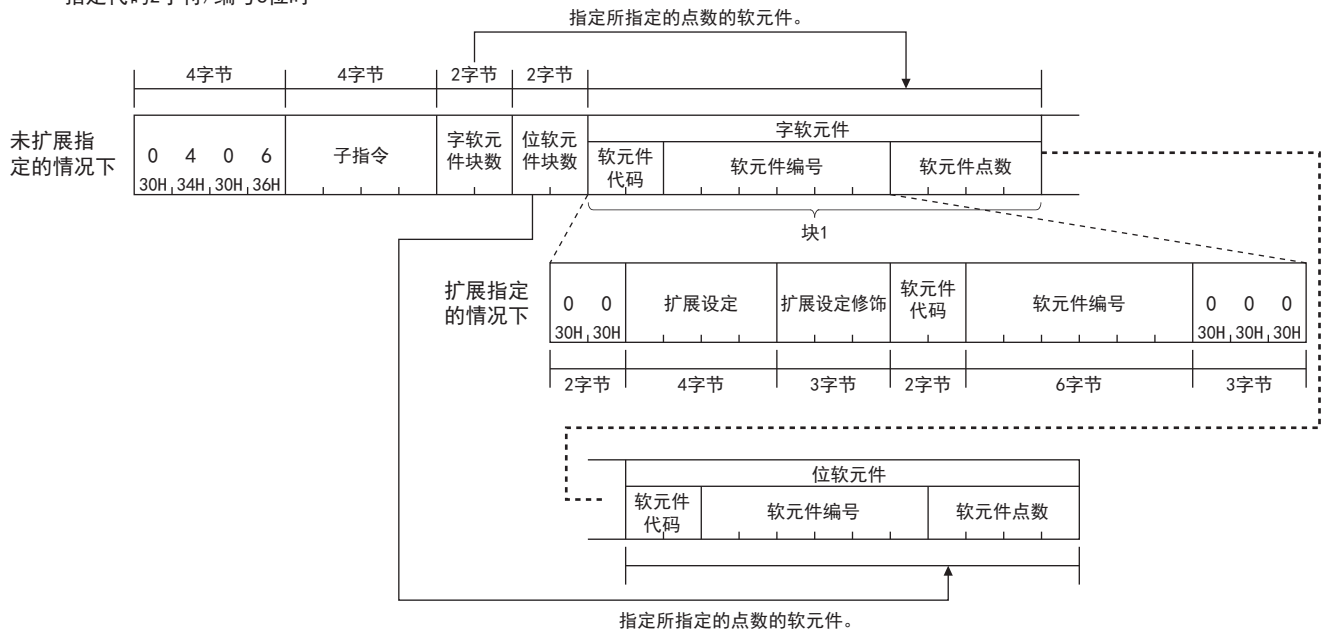 指定所指定的点数的软元件。
4字节 4字节 2字节 2字节
未扩展指
定的情况下
0 4 0 6
30H 34H 30H 36H
子指令
字软元
件块数
位软元
件块数
字软元件
软元件
代码
软元件编号
软元件点数
块1
扩展指定
的情况下
0 0
30H 30H
扩展设定
扩展设定修饰
软元件
代码
软元件编号
0 0 0
30H 30H 30H
2字节 4字节 3字节 2字节 6字节 3字节
位软元件
软元件
代码
软元件编号
软元件点数
指定所指定的点数的软元件。